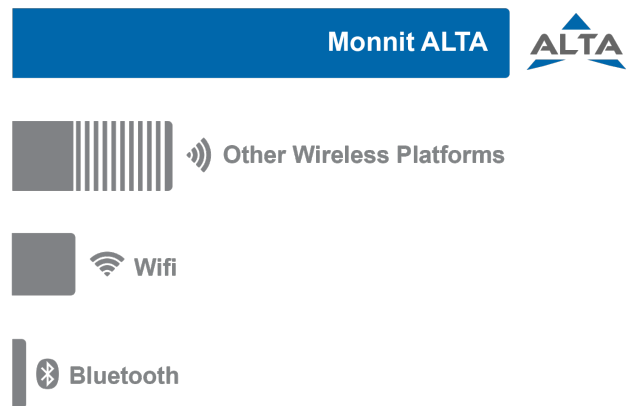 Monnit ALTA
ALTA
Other Wireless Platforms
Wifi
Bluetooth